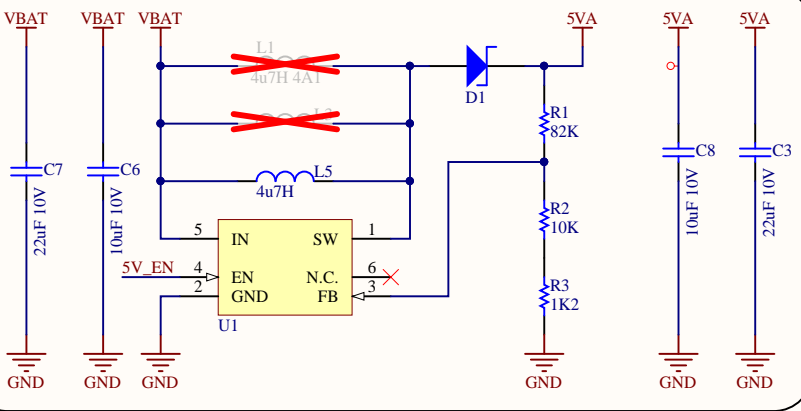 VBAT
VBAT
VBAT
5VA
5VA
5VA
L1
4u7H 4A1
D1
R1
82K
C7
22uF 10V
C6
10uF 10V
L5
4u7H
C8
10uF 10V
C3
22uF 10V
R2
10K
5 IN SW 1
5V_EN 4 EN N.C. 6
2 GND FB 3
U1
R3
1K2
GND
GND
GND
GND
GND
GND